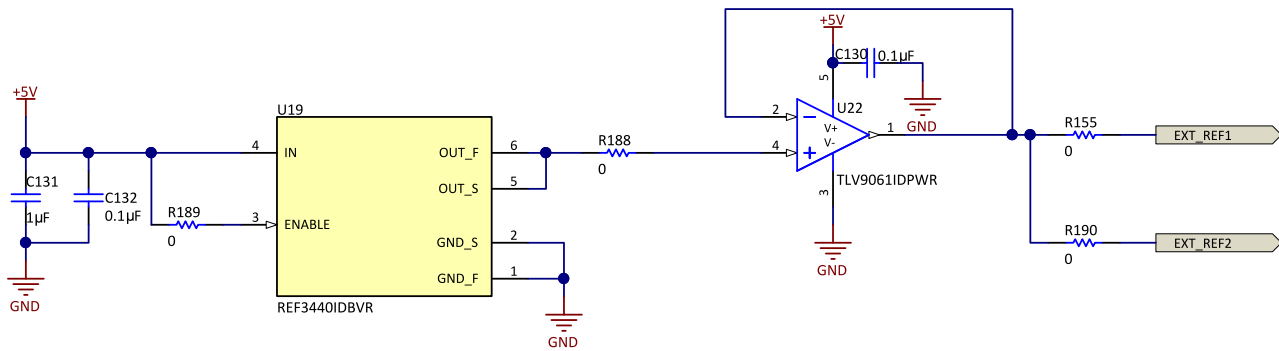 +5V
C131
1µF
C132
0.1µF
GND
R189
0
U19
4
IN
3
ENABLE
OUT_F
6
OUT_S
5
GND_S
2
GND_F
1
REF3440IDBVR
GND
R188
0
+5V
C130
0.1µF
GND
5
U22
2
4
V+
V-
1
3
TLV9061IDPWR
GND
R155
0
EXT_REF1
R190
0
EXT_REF2